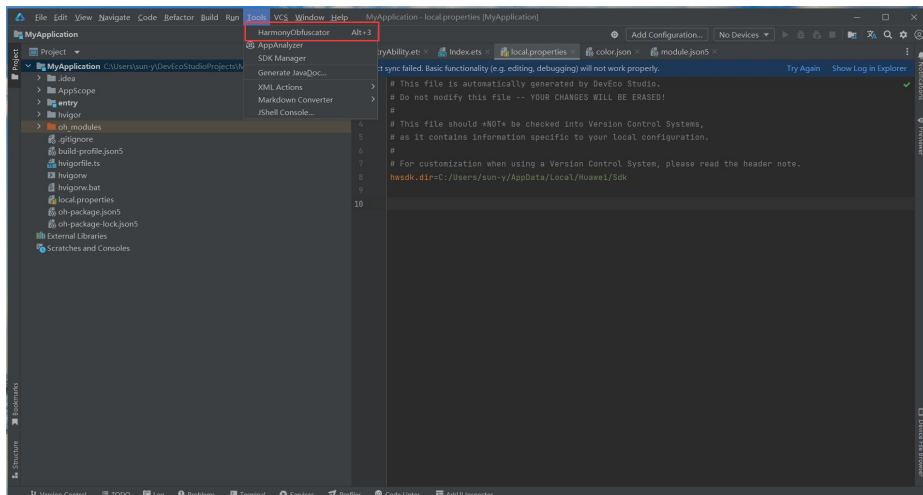 File Edit View Navigate Code Refactor Build Run Tools VCS Window Help MyApplication - local.properties [MyApplication]
MyApplication
Add Configuration... No Devices
Project
HarmonyObfuscator Alt+3
AppAnalyzer
SDK Manager
Generate JavaDoc...
XML Actions
Markdown Converter
JShell Console...
ryAbility.ets Index.ets local.properties color.json module.json5
MyApplication C:\Users\sun-y\DevEcoStudioProjects\M
.idea
AppScope
entry
hvigor
oh_modules
.gitignore
build-profile.json5
hvigorfile.ts
hvigorw
hvigorw.bat
local.properties
oh-package.json5
oh-package-lock.json5
External Libraries
Scratches and Consoles
ct sync failed. Basic functionality (e.g. editing, debugging) will not work properly. Try Again Show Log in Explorer
# This file is automatically generated by DevEco Studio.
# Do not modify this file -- YOUR CHANGES WILL BE ERASED!
#
4 # This file should *NOT* be checked into Version Control Systems,
5 # as it contains information specific to your local configuration.
6 #
7 # For customization when using a Version Control System, please read the header note.
8 hwsdk.dir=C:/Users/sun-y/AppData/Local/Huawei/Sdk
9
10
Project
Bookmarks
Structure
Notifications
Previewer
Device File Browser
Version Control TODO Log Problems Terminal Services Profiler Code Linter ArkUI Inspector